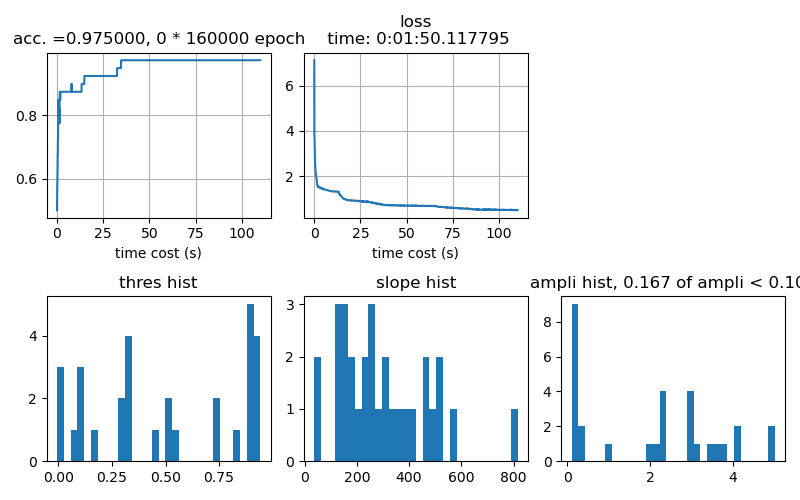 acc. =0.975000, 0 * 160000 epoch
0.8
0.6
0 25 50 75 100
time cost (s)
loss
time: 0:01:50.117795
6
4
2
0 25 50 75 100
time cost (s)
thres hist
4
2
0
0.00 0.25 0.50 0.75
slope hist
3
2
1
0
0 200 400 600 800
ampli hist, 0.167 of ampli < 0.10
8
6
4
2
0
0 2 4